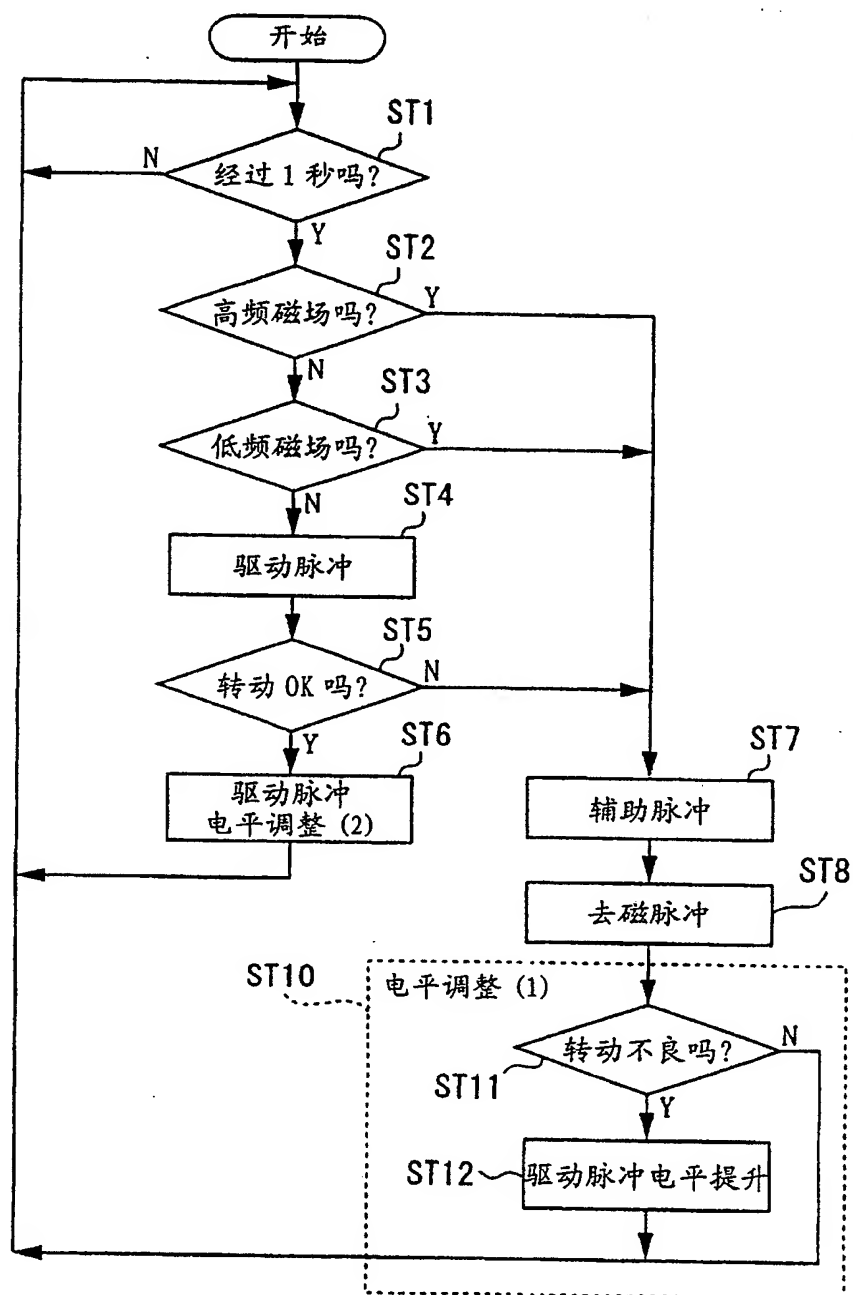 开始
ST1
N
经过1秒吗?
Y
ST2
高频磁场吗?
Y
N
ST3
低频磁场吗?
Y
N
ST4
驱动脉冲
ST5
转动OK吗?
N
Y
ST6
驱动脉冲
电平调整(2)
ST7
辅助脉冲
ST8
去磁脉冲
ST10
电平调整(1)
转动不良吗?
N
ST11
Y
ST12
驱动脉冲电平提升